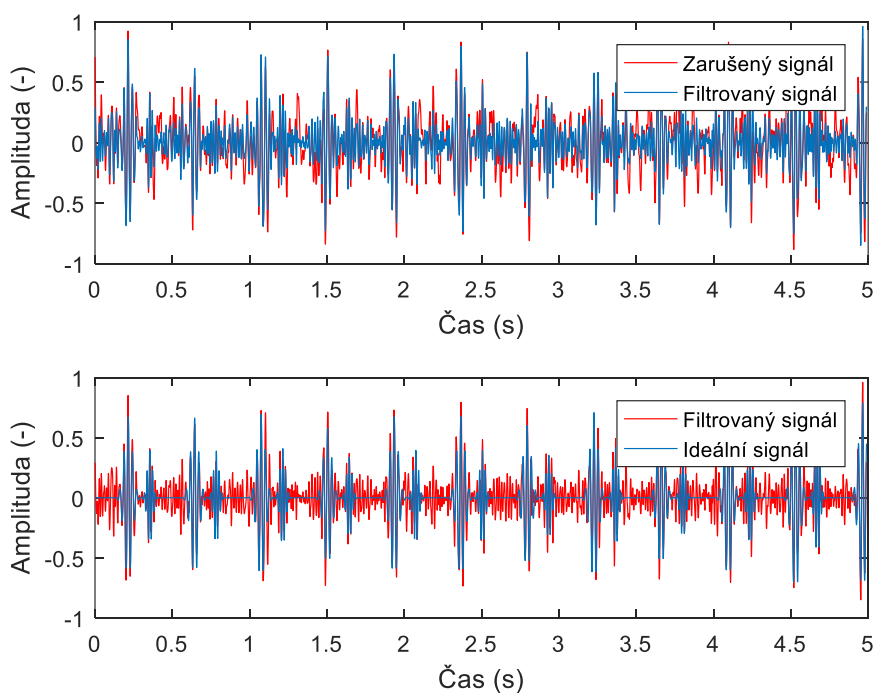 1
0.5
0
-0.5
-1
Amplituda (-)
Zarušený signál
Filtrovaný signál
0 0.5 1 1.5 2 2.5 3 3.5 4 4.5 5
Čas (s)
1
0.5
0
-0.5
-1
Amplituda (-)
Filtrovaný signál
Ideální signál
0 0.5 1 1.5 2 2.5 3 3.5 4 4.5 5
Čas (s)